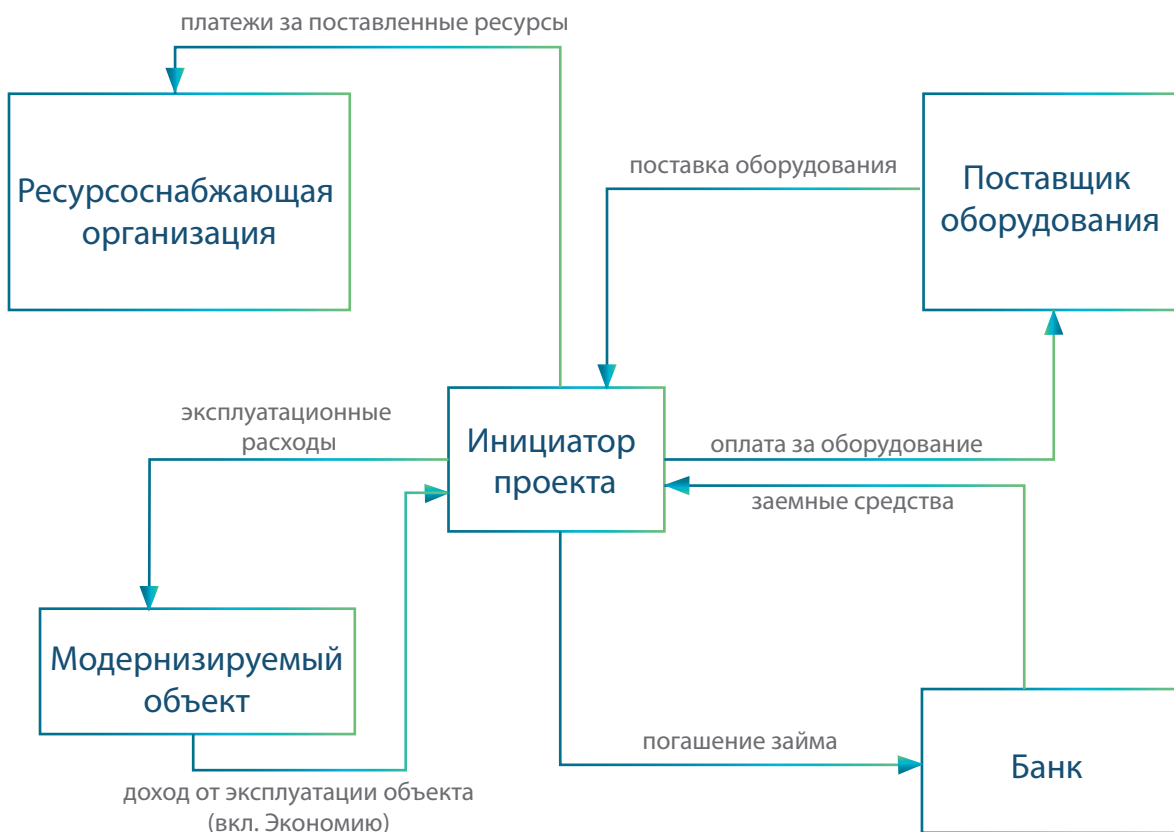 платежи за поставленные ресурсы
Ресурсоснабжающая
организация
поставка оборудования
Поставщик
оборудования
эксплуатационные
расходы
Инициатор
проекта
оплата за оборудование
заемные средства
Модернизируемый
объект
погашение займа
Банк
доход от эксплуатации объекта
(вкл. Экономию)